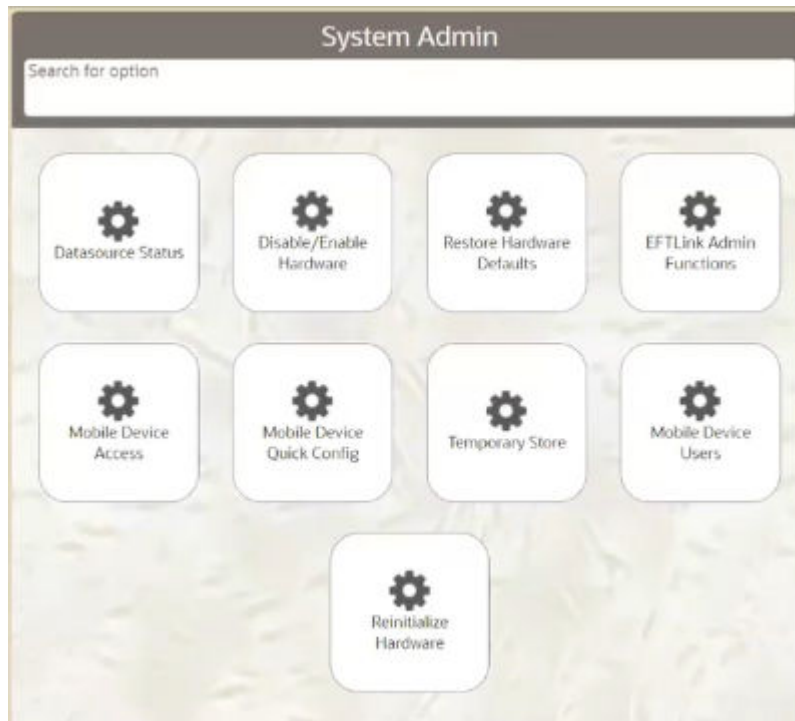 System Admin
Search for option
Datasource Status
Disable/Enable
Hardware
Restore Hardware
Defaults
EFTLink Admin
Functions
Mobile Device
Access
Mobile Device
Quick Config
Temporary Store
Mobile Device
Users
Reinitialize
Hardware